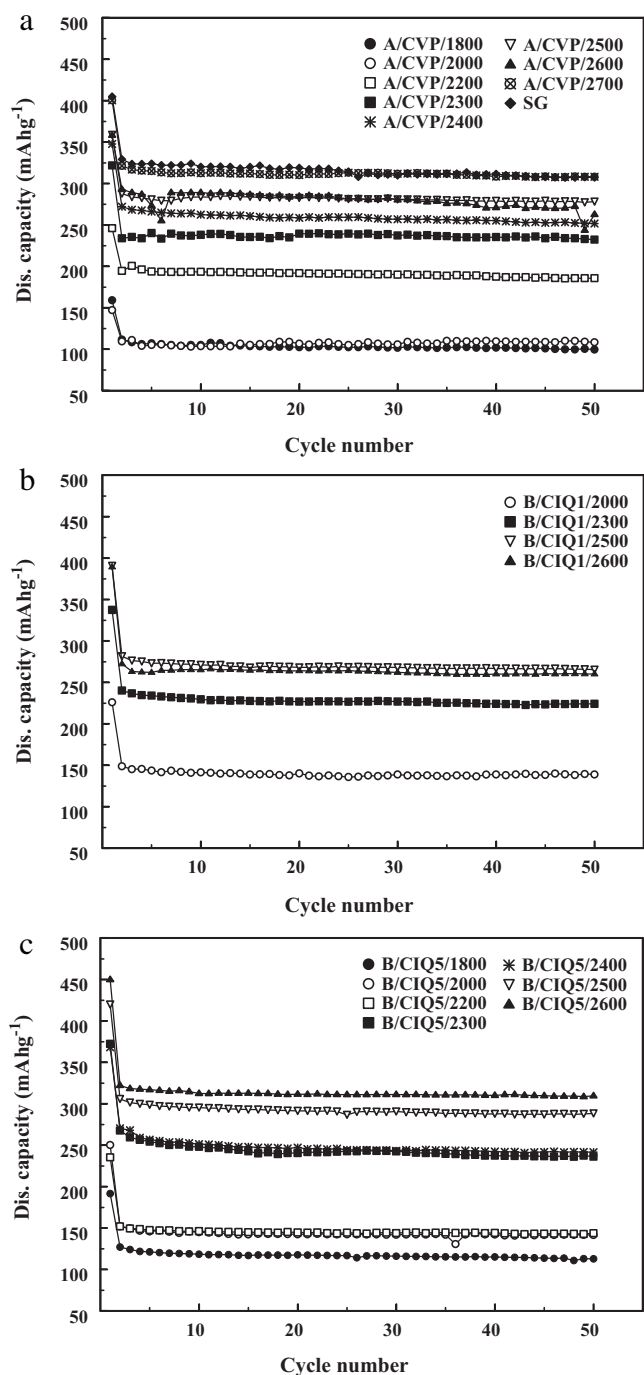 a
500
450
400
350
300
250
200
150
100
50
Dis. capacity (mAhg-1)
A/CVP/1800
A/CVP/2000
A/CVP/2200
A/CVP/2300
A/CVP/2400
A/CVP/2500
A/CVP/2600
A/CVP/2700
SG
10 20 30 40 50
Cycle number
b
500
450
400
350
300
250
200
150
100
50
Dis. capacity (mAhg-1)
B/CIQ1/2000
B/CIQ1/2300
B/CIQ1/2500
B/CIQ1/2600
10 20 30 40 50
Cycle number
c
500
450
400
350
300
250
200
150
100
50
Dis. capacity (mAhg-1)
B/CIQ5/1800
B/CIQ5/2000
B/CIQ5/2200
B/CIQ5/2300
B/CIQ5/2400
B/CIQ5/2500
B/CIQ5/2600
10 20 30 40 50
Cycle number